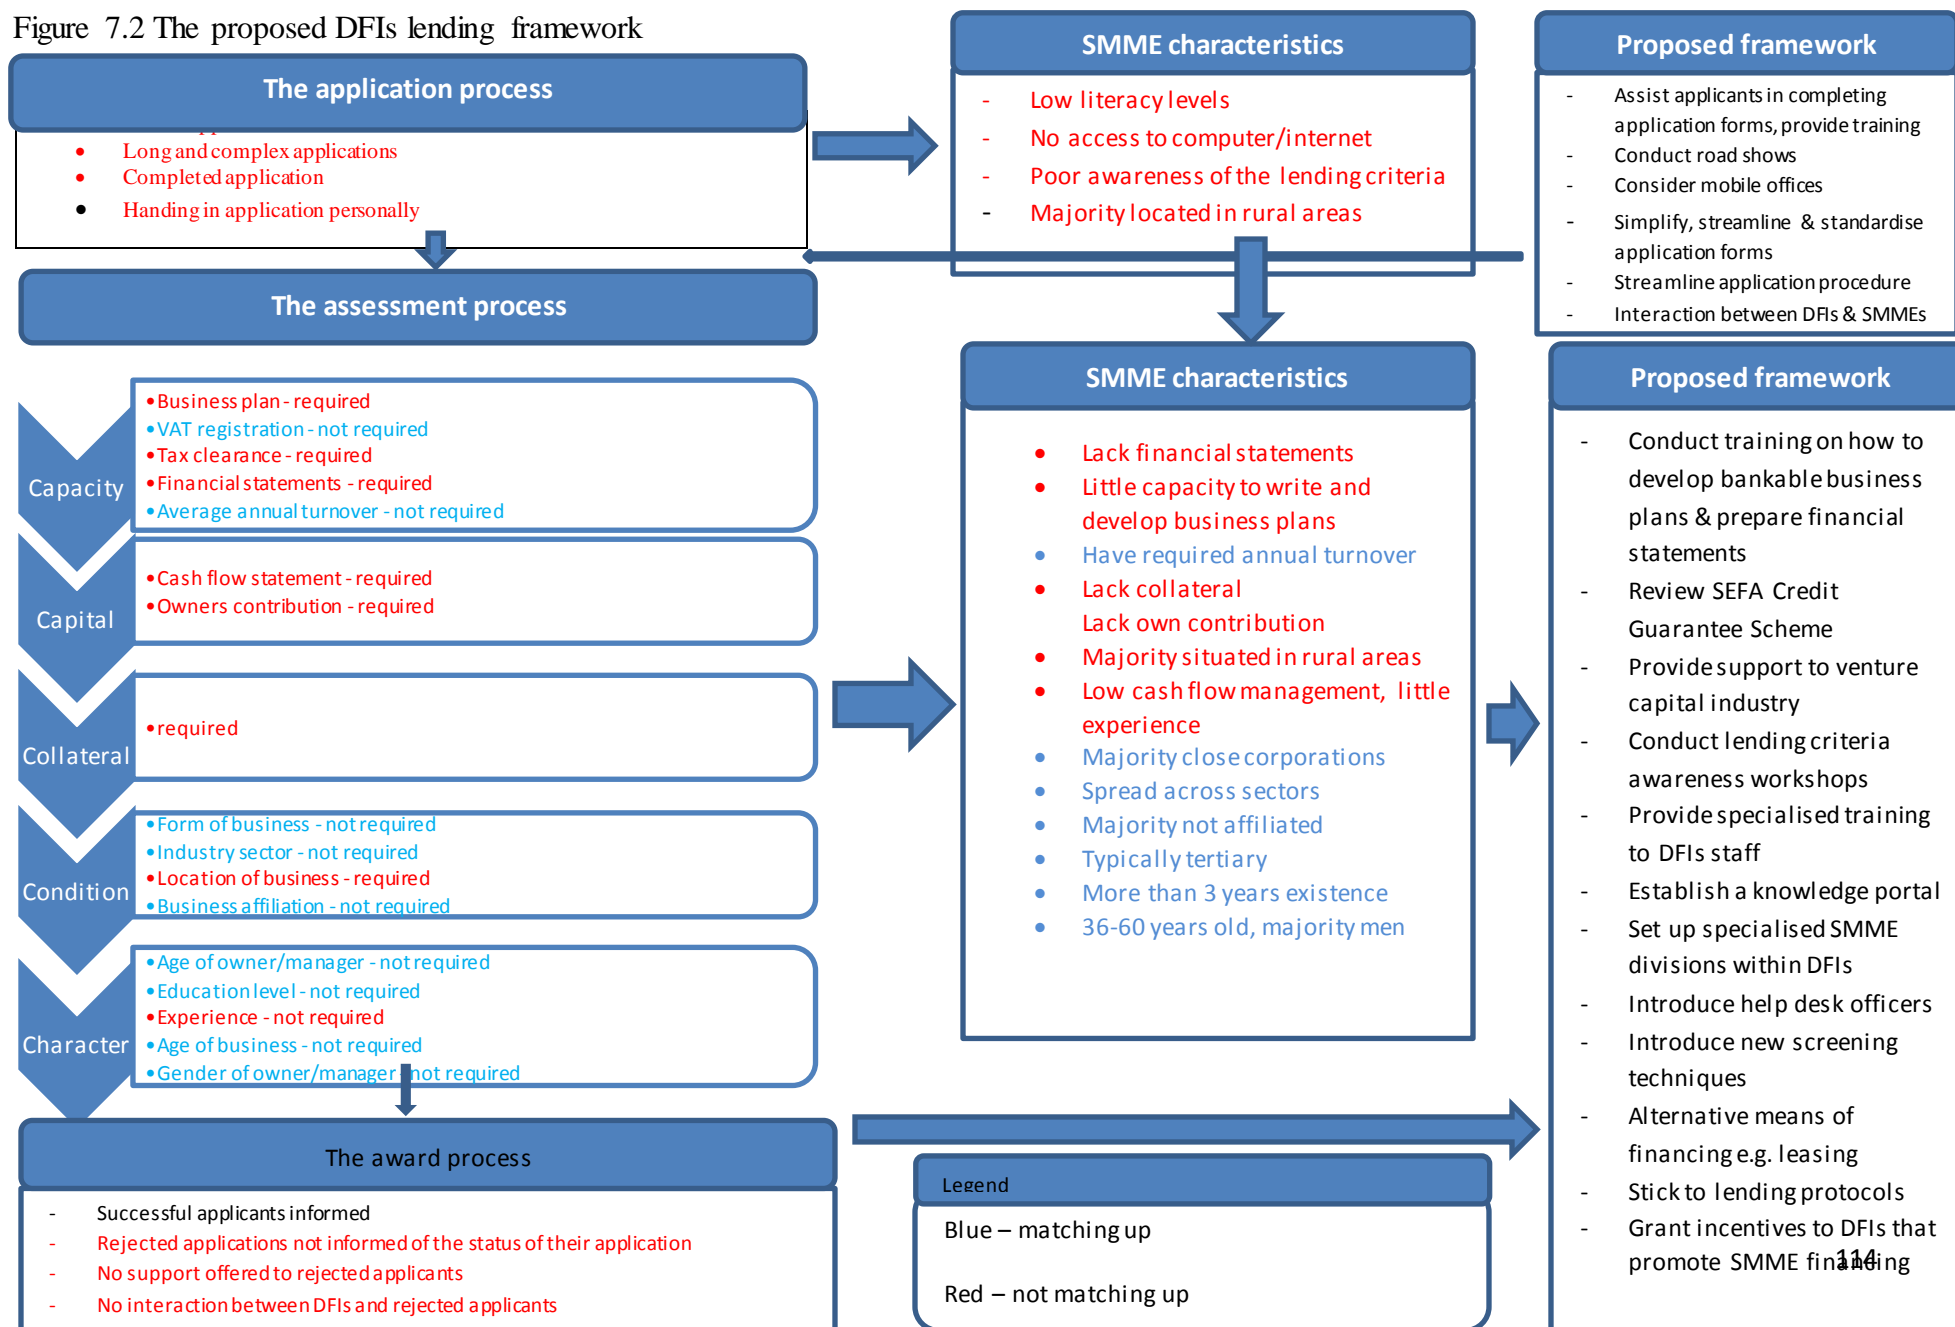 Figure 7.2 The proposed DFIs lending framework
The application process
• Long and complex applications
• Completed application
• Handing in application personally
SMME characteristics
- Low literacy levels
- No access to computer/internet
- Poor awareness of the lending criteria
- Majority located in rural areas
Proposed framework
- Assist applicants in completing
application forms, provide training
- Conduct road shows
- Consider mobile offices
- Simplify, streamline & standardise
application forms
- Streamline application procedure
- Interaction between DFIs & SMMEs
The assessment process
Capacity
• Business plan - required
• VAT registration - not required
• Tax clearance - required
• Financial statements - required
• Average annual turnover - not required
Capital
• Cash flow statement - required
• Owners contribution - required
Collateral
• required
Condition
• Form of business - not required
• Industry sector - not required
• Location of business - required
• Business affiliation - not required
Character
• Age of owner/manager - not required
• Education level - not required
• Experience - not required
• Age of business - not required
• Gender of owner/manager - not required
SMME characteristics
• Lack financial statements
• Little capacity to write and
develop business plans
• Have required annual turnover
• Lack collateral
Lack own contribution
• Majority situated in rural areas
• Low cash flow management, little
experience
• Majority close corporations
• Spread across sectors
• Majority not affiliated
• Typically tertiary
• More than 3 years existence
• 36-60 years old, majority men
Proposed framework
- Conduct training on how to
develop bankable business
plans & prepare financial
statements
- Review SEFA Credit
Guarantee Scheme
- Provide support to venture
capital industry
- Conduct lending criteria
awareness workshops
- Provide specialised training
to DFIs staff
- Establish a knowledge portal
- Set up specialised SMME
divisions within DFIs
- Introduce help desk officers
- Introduce new screening
techniques
- Alternative means of
financing e.g. leasing
- Stick to lending protocols
- Grant incentives to DFIs that
promote SMME financing
114
The award process
- Successful applicants informed
- Rejected applications not informed of the status of their application
- No support offered to rejected applicants
- No interaction between DFIs and rejected applicants
Legend
Blue – matching up
Red – not matching up